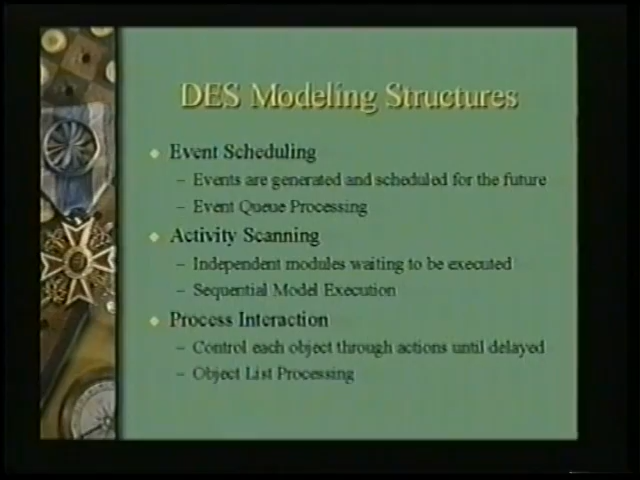 DES Modeling Structures
Event Scheduling
– Events are generated and scheduled for the future
– Event Queue Processing
Activity Scanning
– Independent modules waiting to be executed
– Sequential Model Execution
Process Interaction
– Control each object through actions until delayed
– Object List Processing